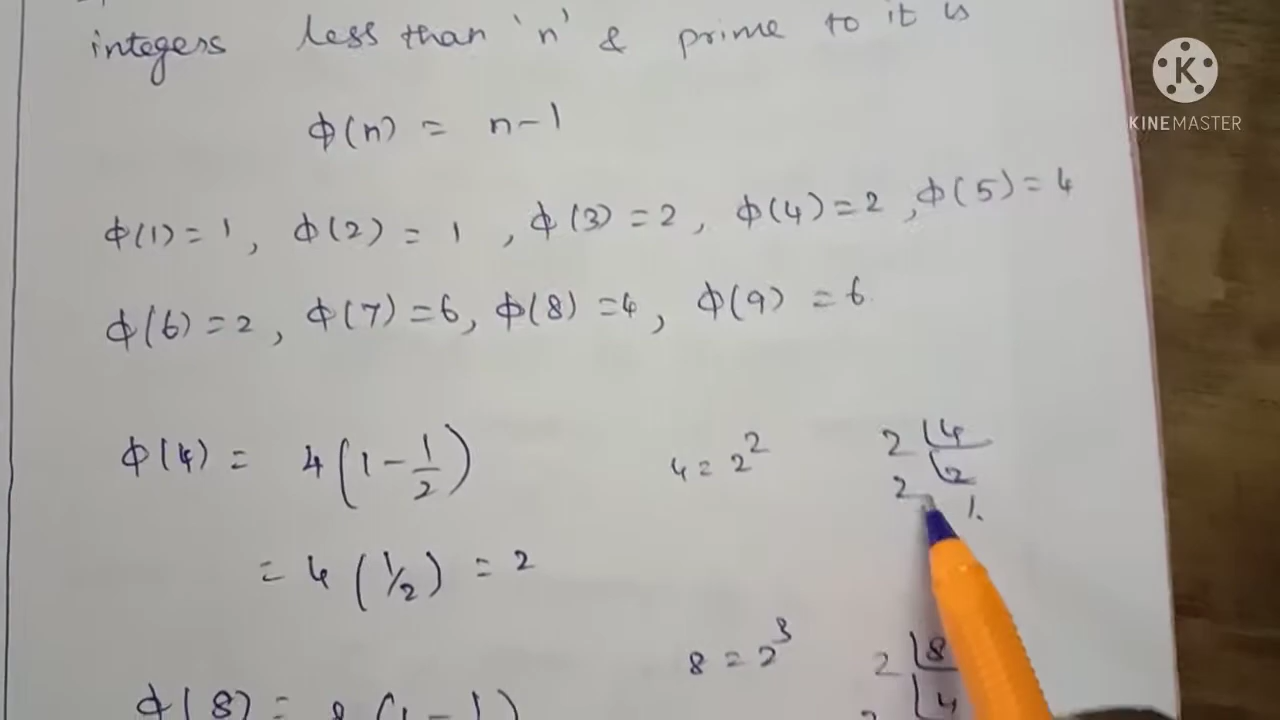 integers less than 'n' & prime to it is
K
KINEMASTER
ϕ(n) = n-1
ϕ(1)=1, ϕ(2)=1, ϕ(3)=2, ϕ(4)=2, ϕ(5)=4
ϕ(6)=2, ϕ(7)=6, ϕ(8)=4, ϕ(9)=6
ϕ(4) = 4(1-1/2) 4=2² 2 4
2 2
1.
= 4(1/2) = 2
8=2³ 2 8
4
ϕ(8) =